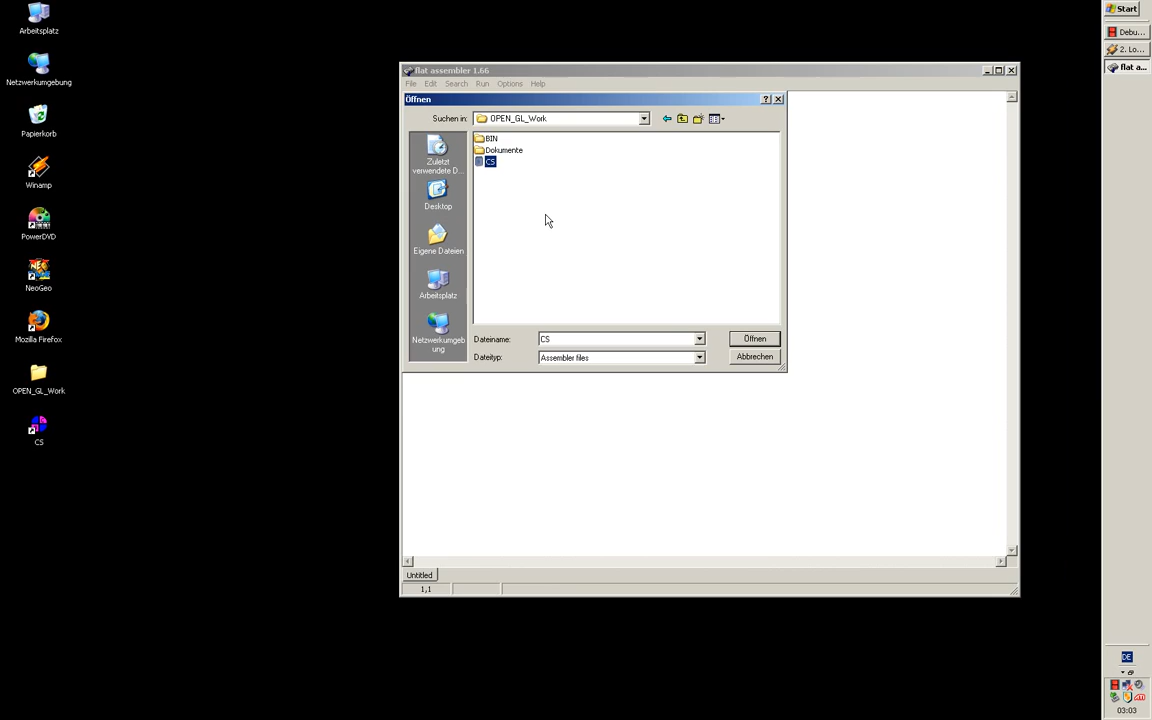 Arbeitsplatz
Netzwerkumgebung
Papierkorb
Winamp
PowerDVD
NeoGeo
Mozilla Firefox
OPEN_GL_Work
CS
flat assembler 1.66
File Edit Search Run Options Help
Öffnen
Suchen in: OPEN_GL_Work
Zuletzt
verwendete D...
Desktop
Eigene Dateien
Arbeitsplatz
Netzwerkumgeb
ung
BIN
Dokumente
CS
Dateiname: CS Öffnen
Dateityp: Assembler files Abbrechen
Untitled
1,1
Start
Debu...
2. Lo...
flat a...
DE
03:03